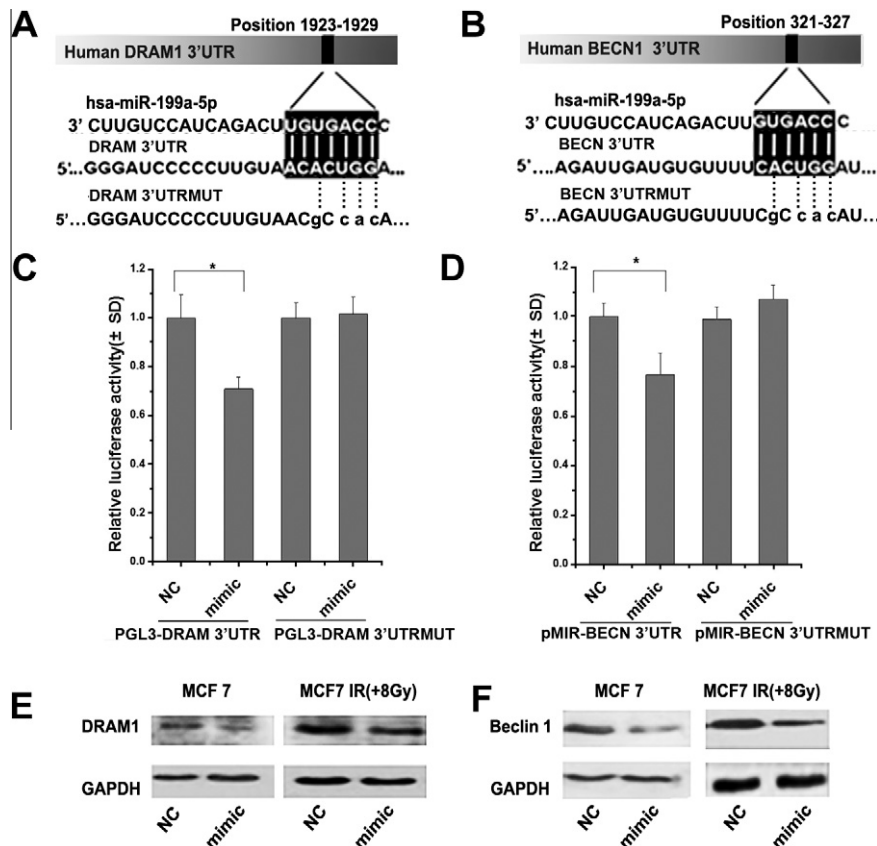 A
Position 1923-1929
Human DRAM1 3’UTR
hsa-miR-199a-5p
3’ CUUGUCCAUCAGACUUGUGACCC
DRAM 3’UTR
5’...GGGAUCCCCCUUGUAACACUGGA...
DRAM 3’UTRMUT
5’...GGGAUCCCCCUUGUAACgCcacA...
B
Position 321-327
Human BECN1 3’UTR
hsa-miR-199a-5p
3’ CUUGUCCAUCAGACUUGUGACCC
BECN 3’UTR
5’....AGAUUGAUGUGUUUUCACUGGAU...
BECN 3’UTRMUT
5’...AGAUUGAUGUGUUUUCgCcacAU...
C
*
Relative luciferase activity(± SD)
1.2
1.0
0.8
0.6
0.4
0.2
0.0
NC
mimic
NC
mimic
PGL3-DRAM 3’UTR
PGL3-DRAM 3’UTRMUT
D
*
Relative luciferase activity(± SD)
1.2
1.0
0.8
0.6
0.4
0.2
0.0
NC
mimic
NC
mimic
pMIR-BECN 3’UTR
pMIR-BECN 3’UTRMUT
E
MCF 7
MCF7 IR(+8Gy)
DRAM1
GAPDH
NC
mimic
NC
mimic
F
MCF 7
MCF7 IR(+8Gy)
Beclin 1
GAPDH
NC
mimic
NC
mimic